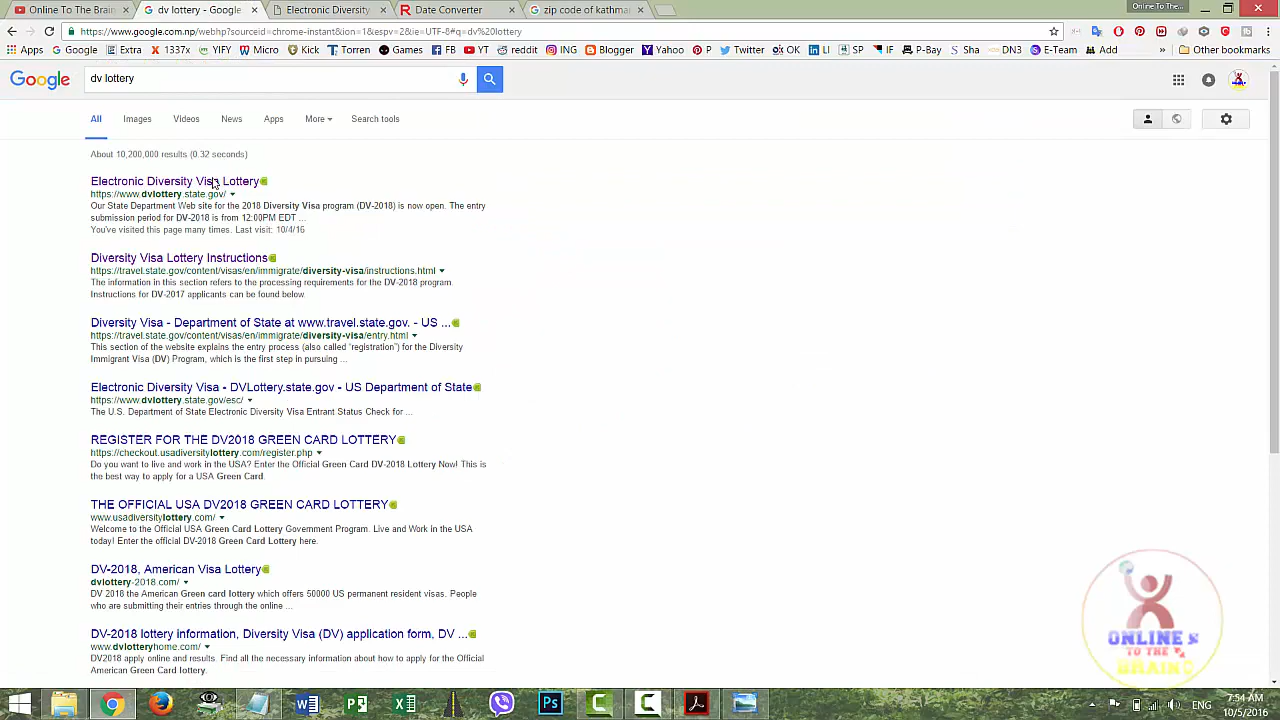 Online To The Brain
dv lottery - Google
Electronic Diversity
Date Converter
zip code of kathma
Online To The...
https://www.google.com.np/webhp?sourceid=chrome-instant&ion=1&espv=2&ie=UTF-8#q=dv%20lottery
Apps Google Extra 1337x YIFY Micro Kick Torren Games FB YT reddit ING Blogger Yahoo P Twitter OK LI SP IF P-Bay Sha DN3 E-Team Add » Other bookmarks
Google dv lottery
All Images Videos News Apps More Search tools
About 10,200,000 results (0.32 seconds)
Electronic Diversity Visa Lottery
https://www.dvlottery.state.gov/
Our State Department Web site for the 2018 Diversity Visa program (DV-2018) is now open. The entry
submission period for DV-2018 is from 12:00PM EDT ...
You've visited this page many times. Last visit: 10/4/16
Diversity Visa Lottery Instructions
https://travel.state.gov/content/visas/en/immigrate/diversity-visa/instructions.html
The information in this section refers to the processing requirements for the DV-2018 program.
Instructions for DV-2017 applicants can be found below.
Diversity Visa - Department of State at www.travel.state.gov. - US ...
https://travel.state.gov/content/visas/en/immigrate/diversity-visa/entry.html
This section of the website explains the entry process (also called “registration”) for the Diversity
Immigrant Visa (DV) Program, which is the first step in pursuing ...
Electronic Diversity Visa - DVLottery.state.gov - US Department of State
https://www.dvlottery.state.gov/esc/
The U.S. Department of State Electronic Diversity Visa Entrant Status Check for ...
REGISTER FOR THE DV2018 GREEN CARD LOTTERY
https://checkout.usadiversitylottery.com/register.php
Do you want to live and work in the USA? Enter the Official Green Card DV-2018 Lottery Now! This is
the best way to apply for a USA Green Card.
THE OFFICIAL USA DV2018 GREEN CARD LOTTERY
www.usadiversitylottery.com/
Welcome to the Official USA Green Card Lottery Government Program. Live and Work in the USA
today! Enter the official DV-2018 Green Card Lottery here.
DV-2018, American Visa Lottery
dvlottery-2018.com/
DV 2018 the American Green card lottery which offers 50000 US permanent resident visas. People
who are submitting their entries through the online ...
DV-2018 lottery information, Diversity Visa (DV) application form, DV ...
www.dvlotteryhome.com/
DV2018 apply online and results. Find all the necessary information about how to apply for the Official
American Green Card lottery.
ONLINE
TO THE
BRAIN
ENG
7:54 AM
10/5/2016